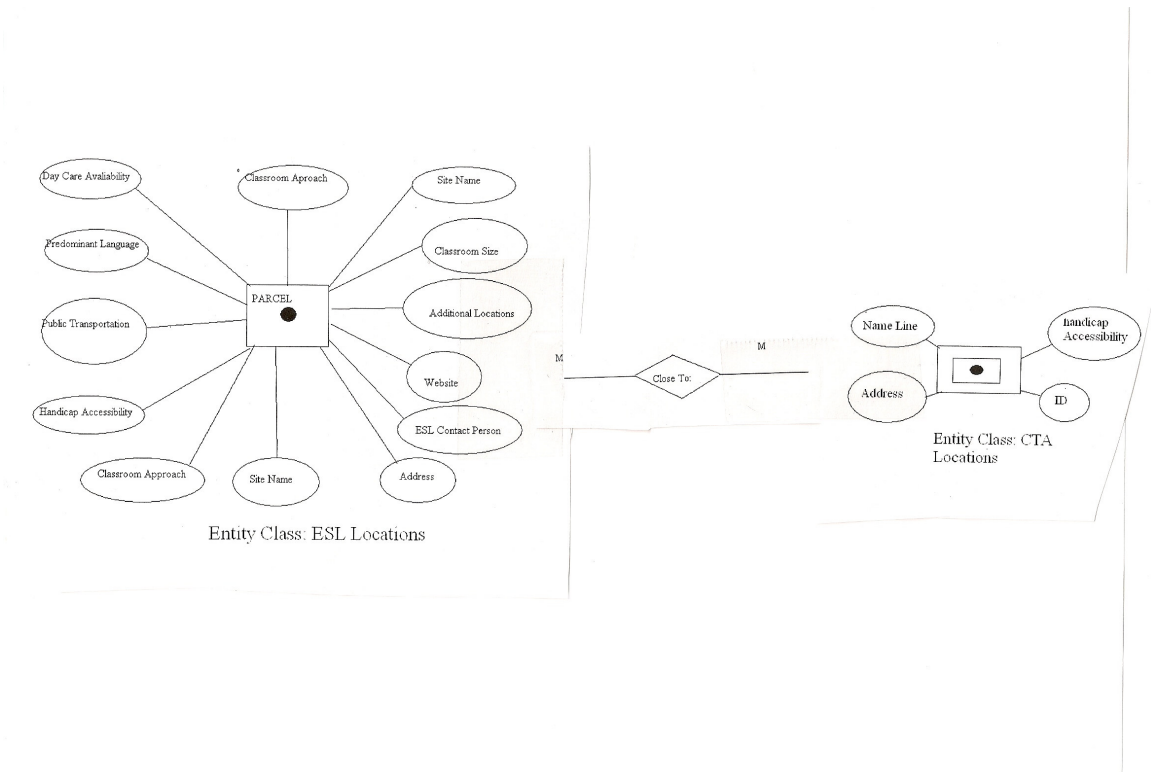 Day Care Avaliability
Classroom Aproach
Site Name
Predominant Language
Classroom Size
PARCEL
Additional Locations
Public Transportation
Website
Handicap Accessibility
ESL Contact Person
Classroom Approach
Site Name
Address
Entity Class: ESL Locations
M
Close To:
M
Name Line
handicap
Accessibility
Address
ID
Entity Class: CTA
Locations